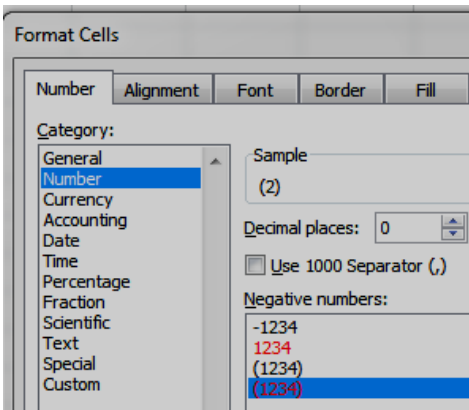 Format Cells
Number Alignment Font Border Fill
Category:
General
Number
Currency
Accounting
Date
Time
Percentage
Fraction
Scientific
Text
Special
Custom
Sample
(2)
Decimal places: 0
Use 1000 Separator (,)
Negative numbers:
-1234
1234
(1234)
(1234)